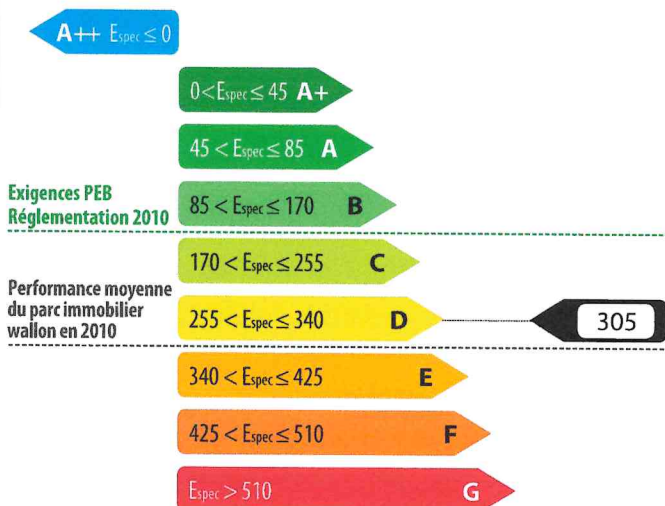 A++ Espec ≤ 0
0 < Espec ≤ 45 A+
45 < Espec ≤ 85 A
Exigences PEB
Réglementation 2010
85 < Espec ≤ 170 B
170 < Espec ≤ 255 C
Performance moyenne
du parc immobilier
wallon en 2010
255 < Espec ≤ 340 D
305
340 < Espec ≤ 425 E
425 < Espec ≤ 510 F
Espec > 510 G